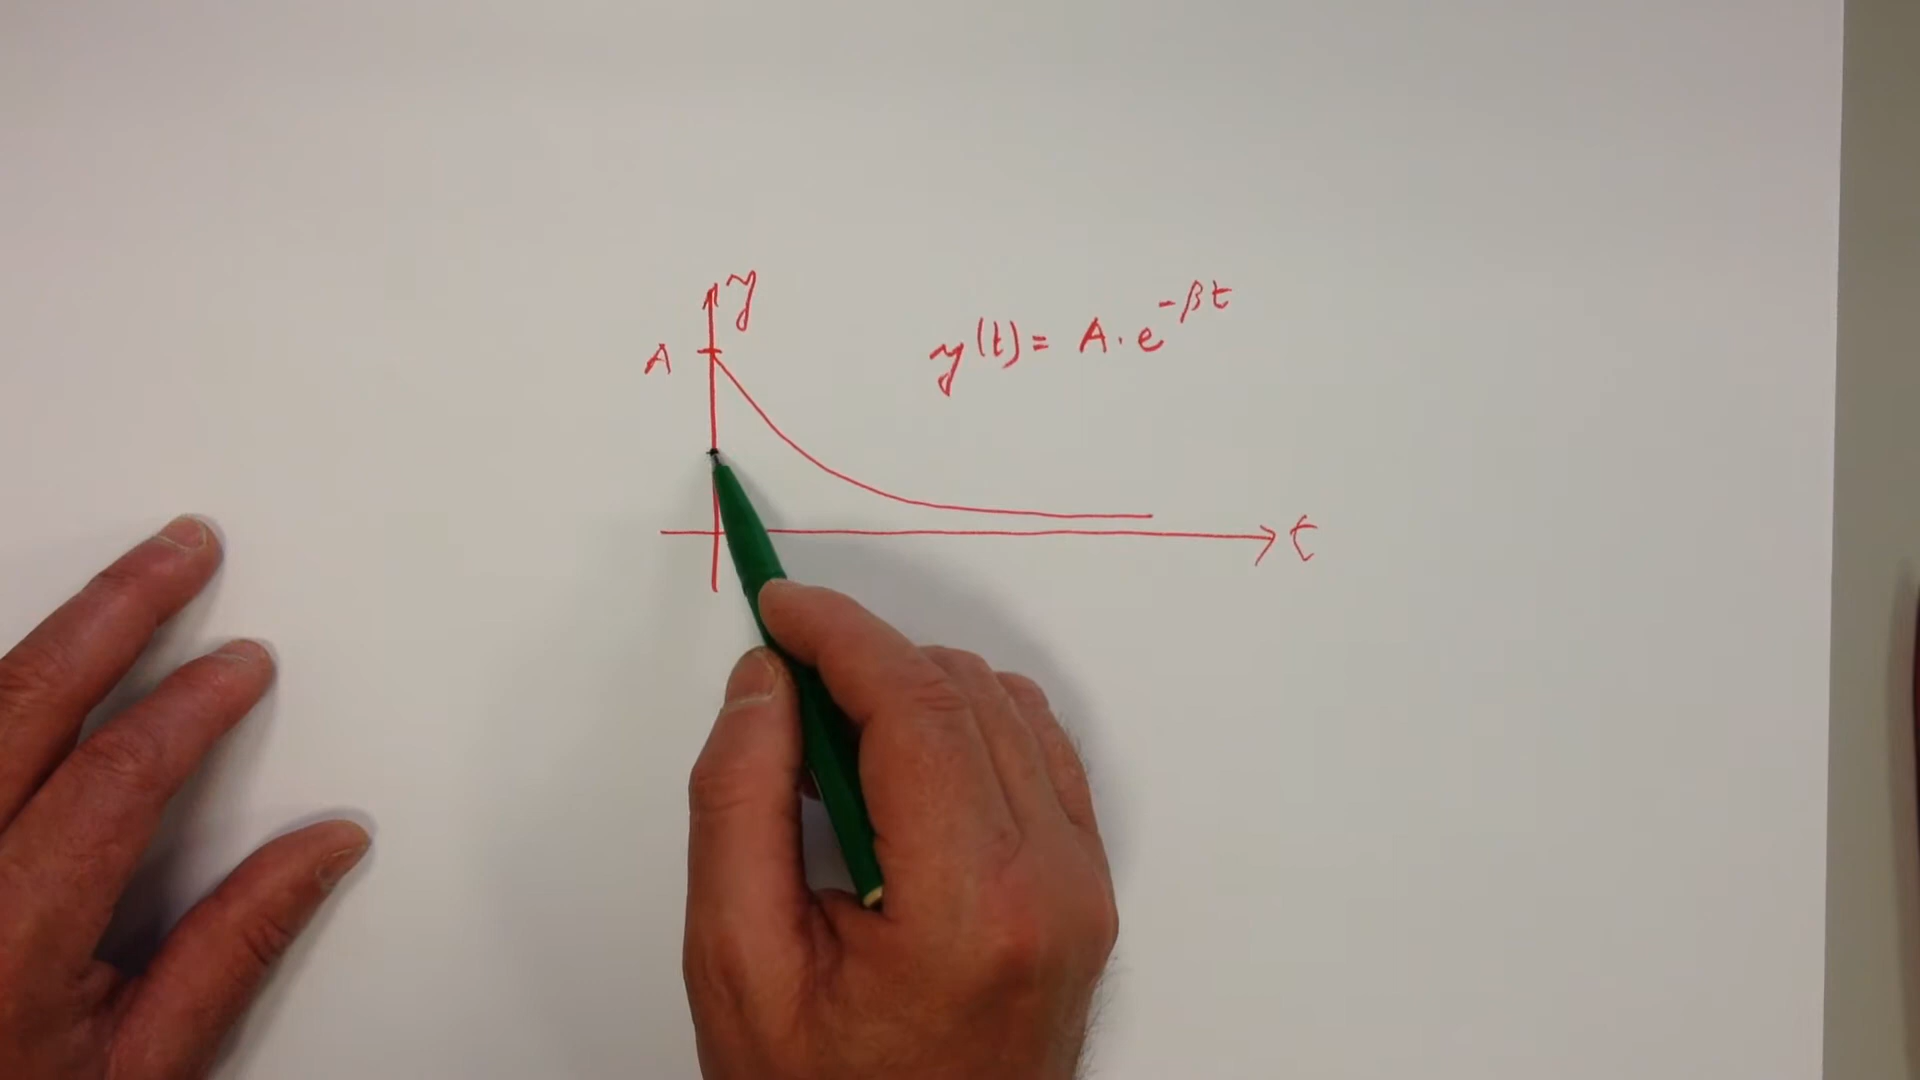 y
y(t) = A · e^{-βt}
A
t